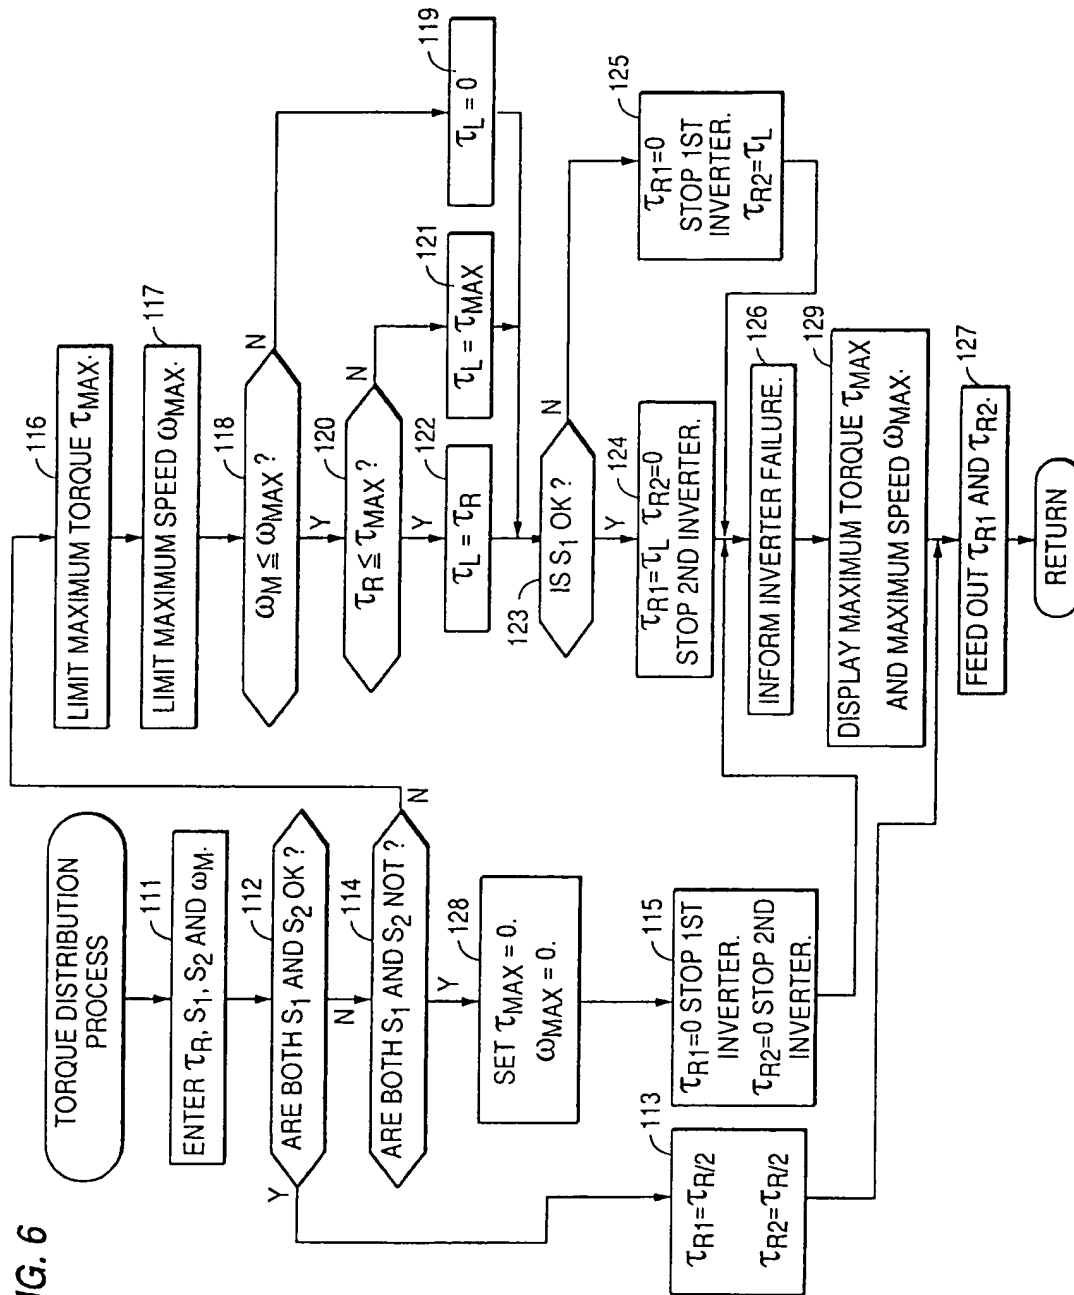 IG. 6
TORQUE DISTRIBUTION
PROCESS
111
ENTER τR, S1, S2 AND ωM.
112
ARE BOTH S1 AND S2 OK?
Y
N
114
ARE BOTH S1 AND S2 NOT?
N
Y
128
SET τMAX=0.
ωMAX=0.
115
τR1=0 STOP 1ST
INVERTER.
τR2=0 STOP 2ND
INVERTER.
113
τR1=τR/2
τR2=τR/2
116
LIMIT MAXIMUM TORQUE τMAX.
117
LIMIT MAXIMUM SPEED ωMAX.
118
ωM ≦ ωMAX?
N
Y
120
τR ≦ τMAX?
N
Y
122
τL = τR
121
τL = τMAX
119
τL = 0
123
IS S1 OK?
N
Y
124
τR1=τL τR2=0
STOP 2ND INVERTER.
125
τR1=0
STOP 1ST
INVERTER.
τR2=τL
126
INFORM INVERTER FAILURE.
129
DISPLAY MAXIMUM TORQUE τMAX
AND MAXIMUM SPEED ωMAX.
127
FEED OUT τR1 AND τR2.
RETURN